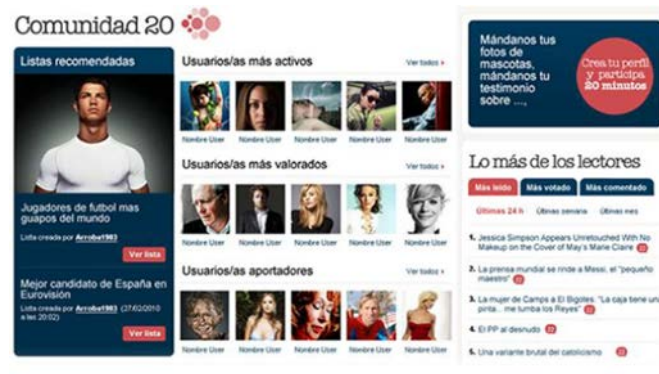 Comunidad 20
Listas recomendadas
Jugadores de futbol mas
guapos del mundo
Lista creada por Arroba1983
Ver lista
Mejor candidato de España en
Eurovisión
Lista creada por Arroba1983 (27/02/2010
a las 20:02)
Ver lista
Usuarios/as más activos
Ver todos
Nombre User Nombre User Nombre User Nombre User Nombre User
Usuarios/as más valorados
Ver todos
Nombre User Nombre User Nombre User Nombre User Nombre User
Usuarios/as aportadores
Ver todos
Nombre User Nombre User Nombre User Nombre User Nombre User
Mándanos tus
fotos de
mascotas,
mándanos tu
testimonio
sobre ....,
Crea tu perfil
y participa
20 minutos
Lo más de los lectores
Más leído Más votado Más comentado
Últimas 24 h Última semana Último mes
1. Jessica Simpson Appears Unretouched With No
Makeup on the Cover of May's Marie Claire
2. La prensa mundial se rinde a Messi, el "pequeño
maestro"
3. La mujer de Camps a El Bigotes: "La caja tiene una
pinta... me tumba los Reyes"
4. El PP al desnudo
5. Una variante brutal del catolicismo